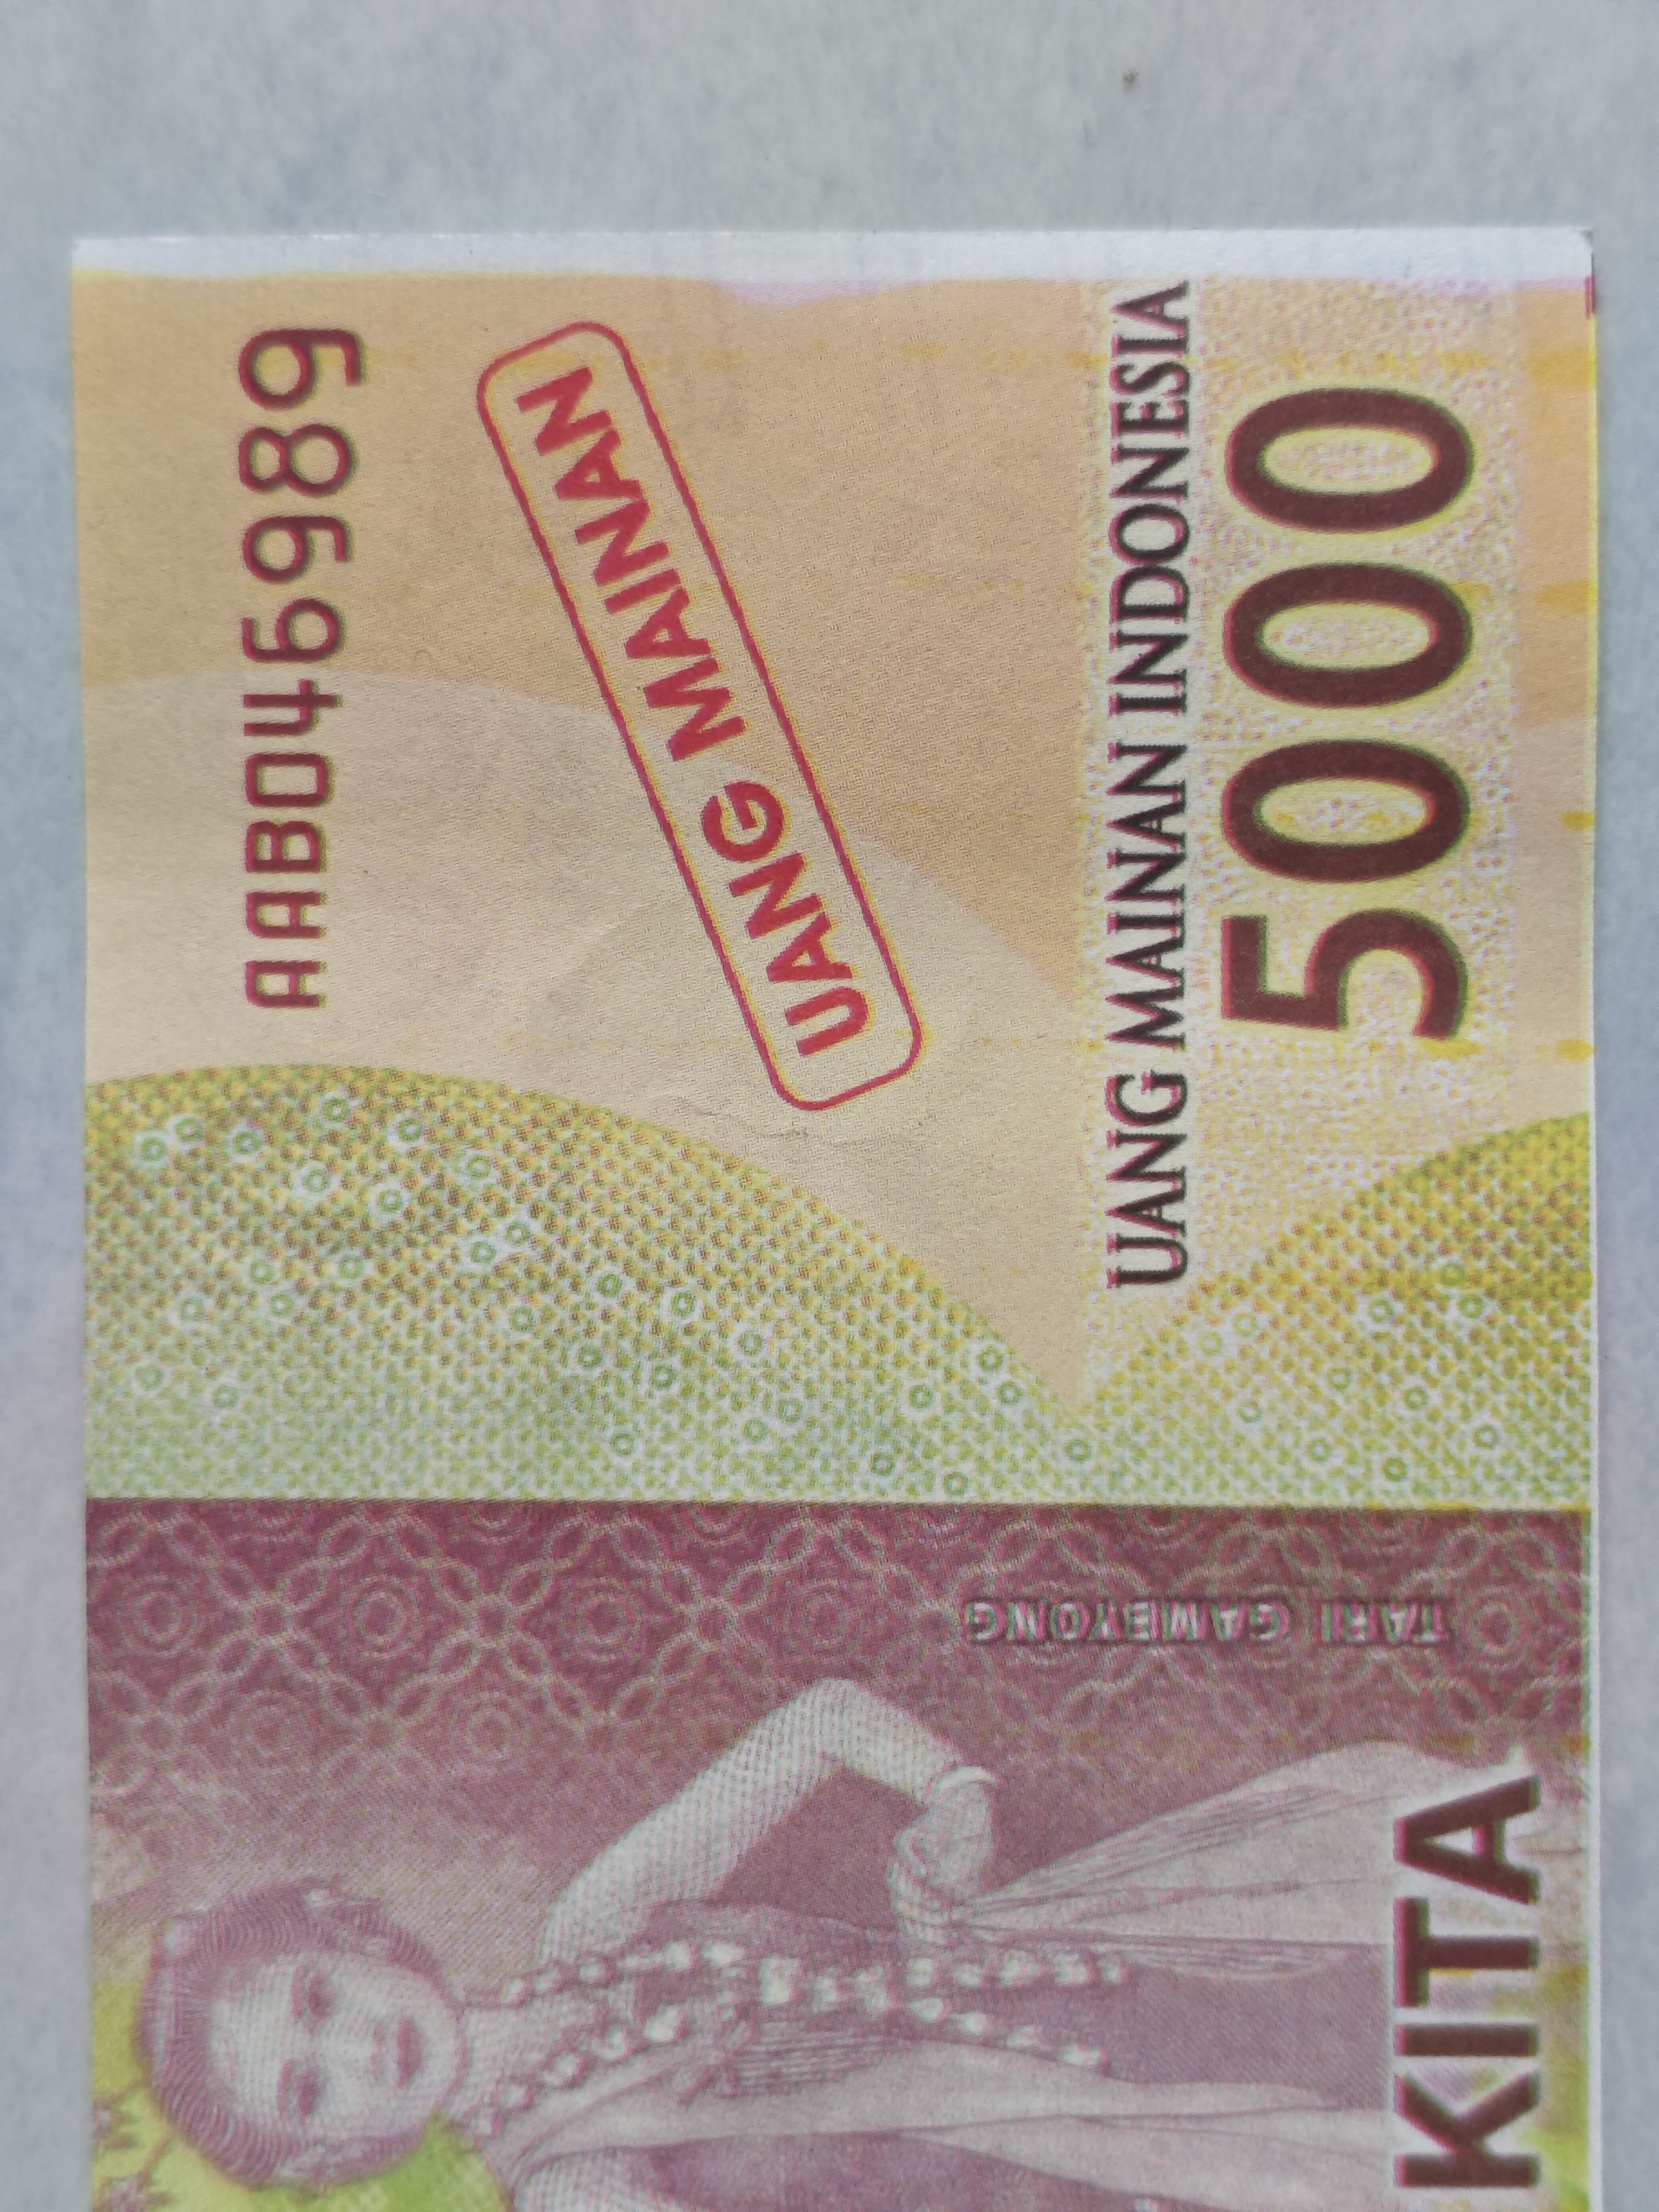 AAB046989
UANG MAINAN
UANG MAINAN INDONESIA
5000
TARI GAMBYONG
KITA